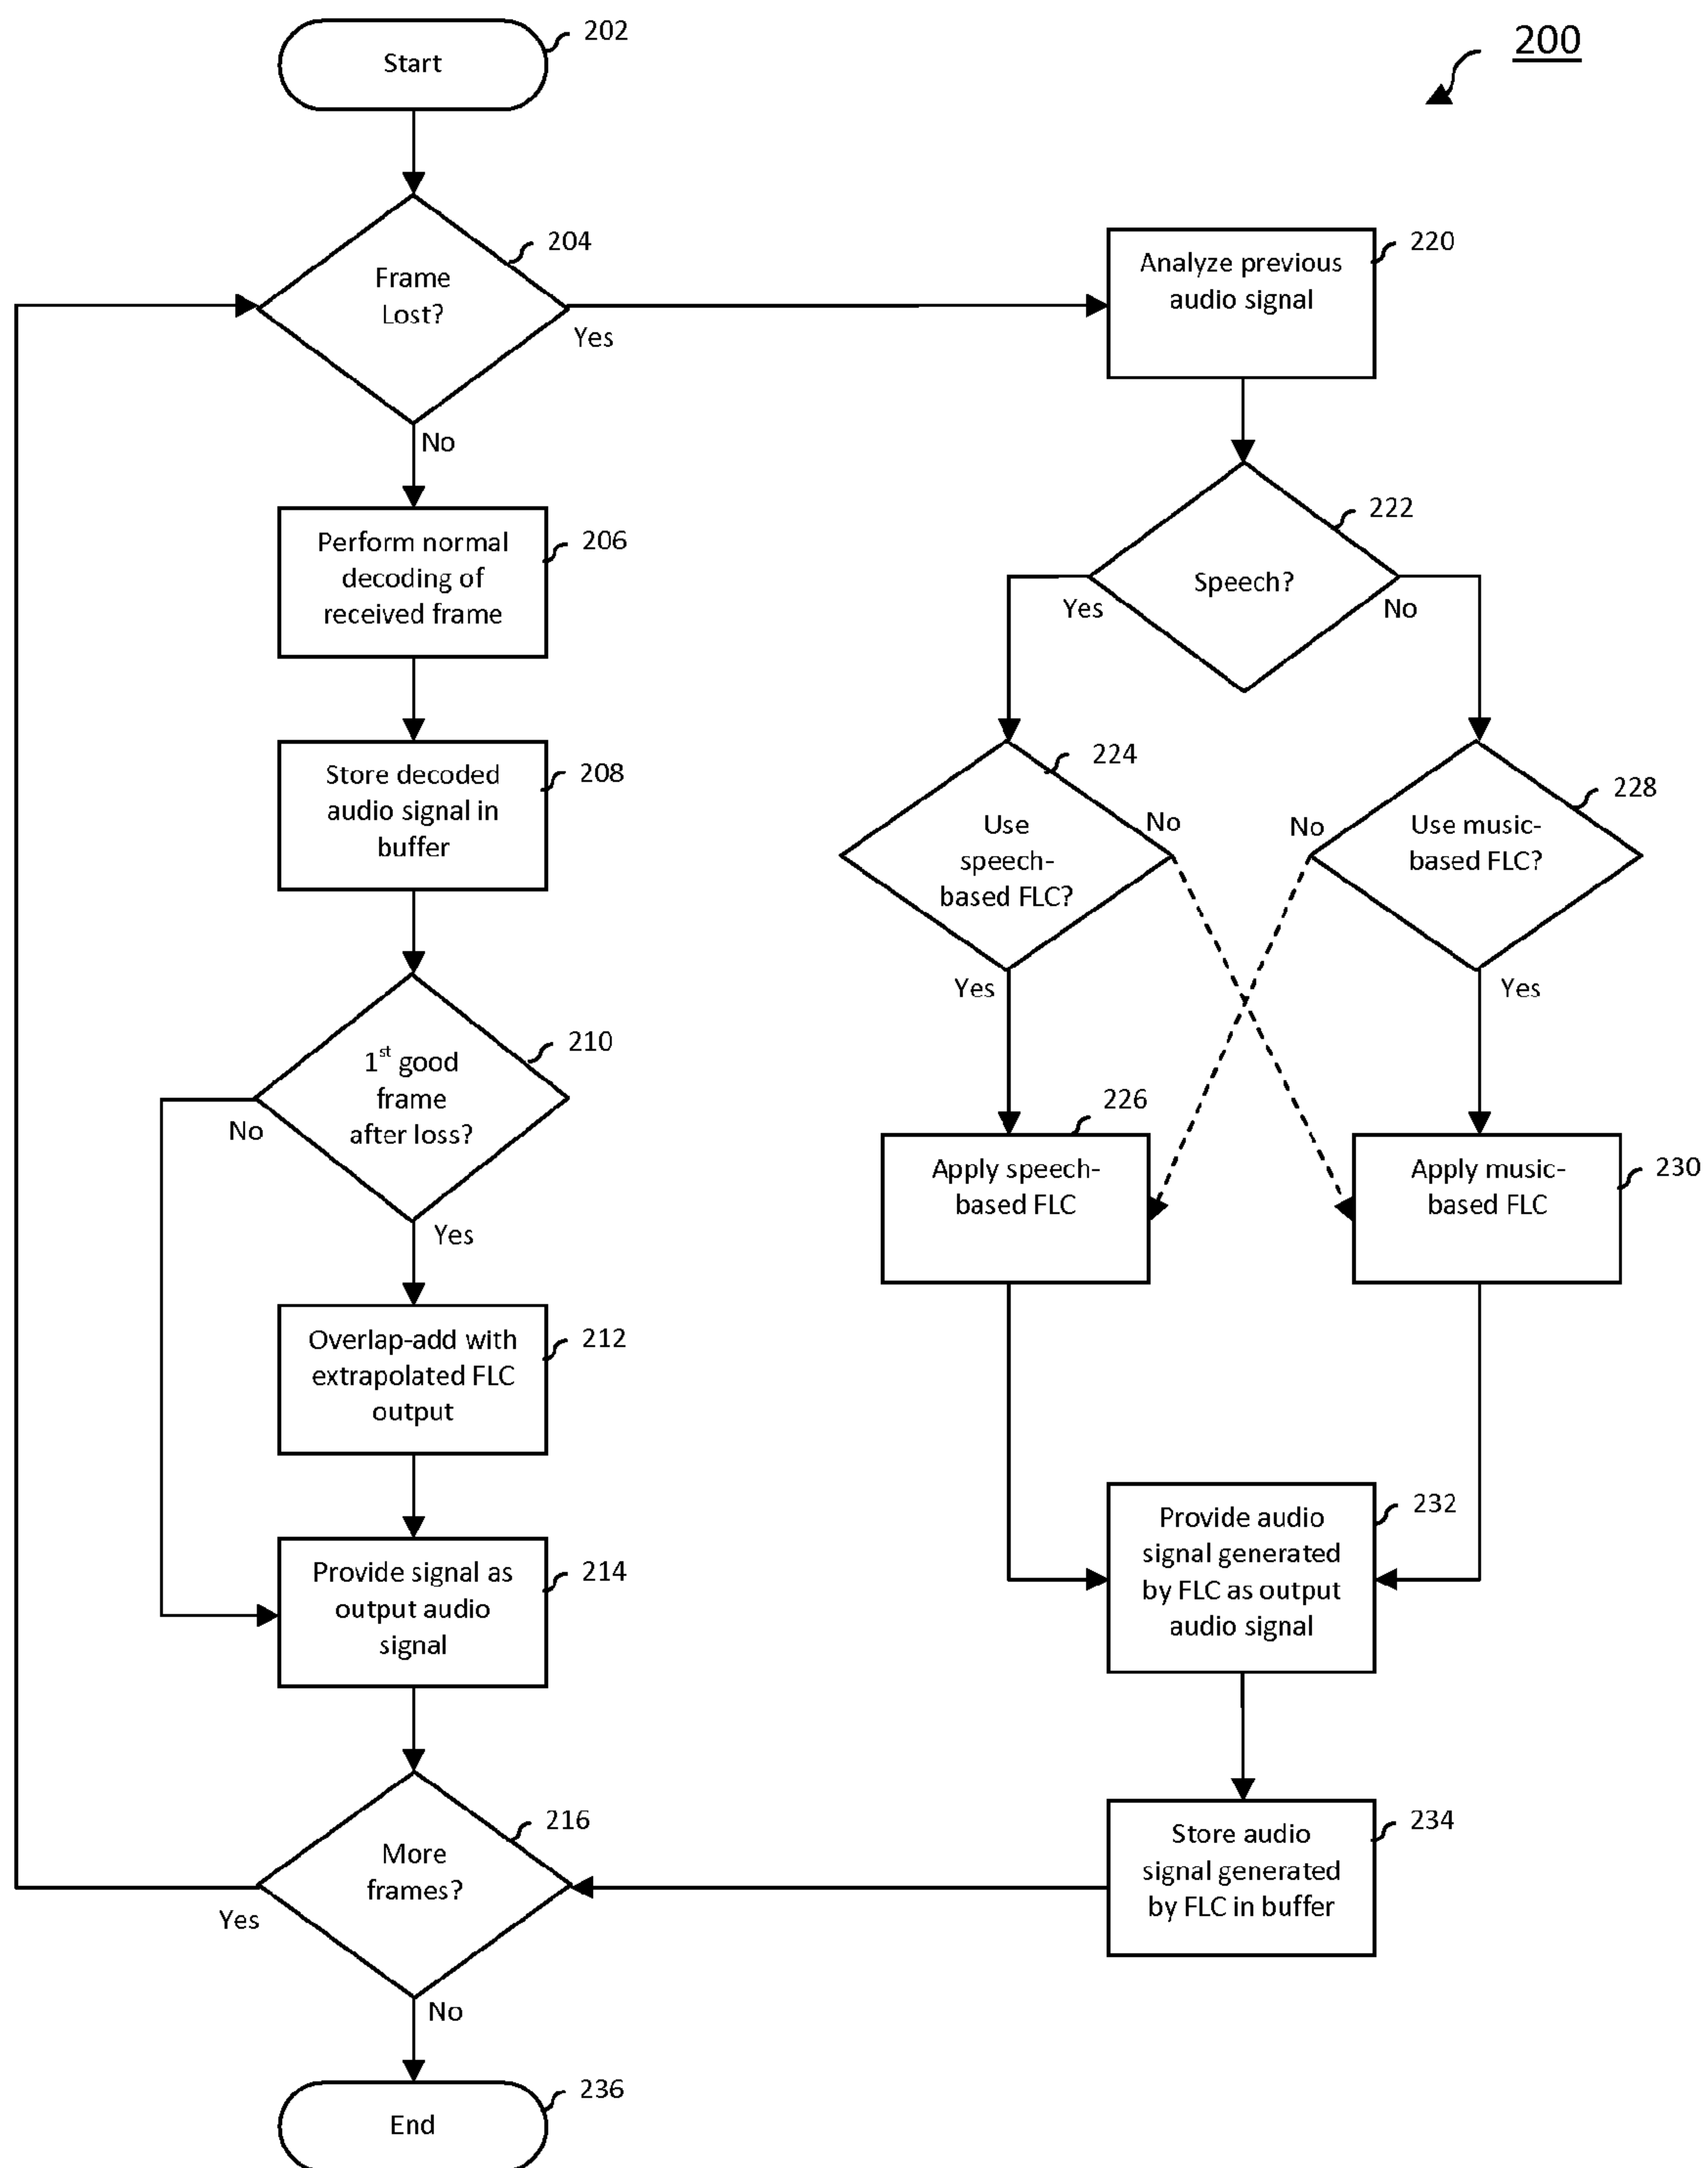 200
Start
202
Frame
Lost?
204
Yes
No
Perform normal
decoding of
received frame
206
Store decoded
audio signal in
buffer
208
1st good
frame
after loss?
210
No
Yes
Overlap-add with
extrapolated FLC
output
212
Provide signal as
output audio
signal
214
More
frames?
216
Yes
No
End
236
Analyze previous
audio signal
220
Speech?
222
Yes
No
Use
speech-
based FLC?
224
No
Yes
Use music-
based FLC?
228
No
Yes
Apply speech-
based FLC
226
Apply music-
based FLC
230
Provide audio
signal generated
by FLC as output
audio signal
232
Store audio
signal generated
by FLC in buffer
234